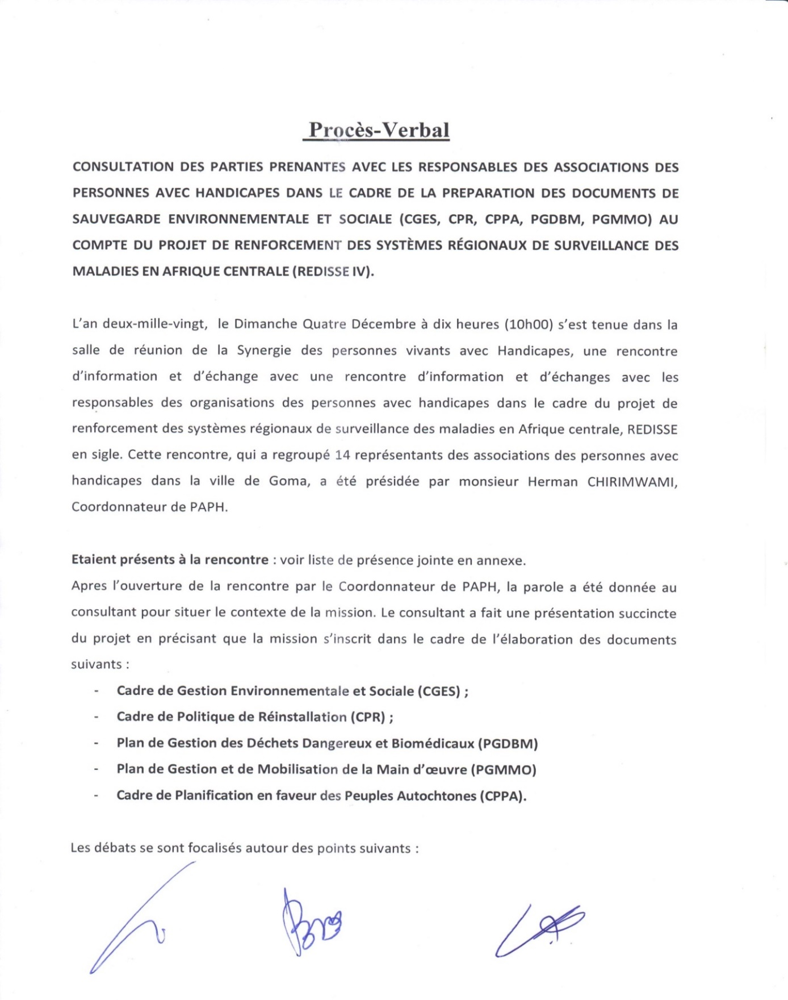 Procès-Verbal
CONSULTATION DES PARTIES PRENANTES AVEC LES RESPONSABLES DES ASSOCIATIONS DES
PERSONNES AVEC HANDICAPES DANS LE CADRE DE LA PREPARATION DES DOCUMENTS DE
SAUVEGARDE ENVIRONNEMENTALE ET SOCIALE (CGES, CPR, CPPA, PGDBM, PGMMO) AU
COMPTE DU PROJET DE RENFORCEMENT DES SYSTÈMES RÉGIONAUX DE SURVEILLANCE DES
MALADIES EN AFRIQUE CENTRALE (REDISSE IV).
L'an deux-mille-vingt, le Dimanche Quatre Décembre à dix heures (10h00) s'est tenue dans la
salle de réunion de la Synergie des personnes vivants avec Handicapes, une rencontre
d'information et d'échange avec une rencontre d'information et d'échanges avec les
responsables des organisations des personnes avec handicapes dans le cadre du projet de
renforcement des systèmes régionaux de surveillance des maladies en Afrique centrale, REDISSE
en sigle. Cette rencontre, qui a regroupé 14 représentants des associations des personnes avec
handicapes dans la ville de Goma, a été présidée par monsieur Herman CHIRIMWAMI,
Coordonnateur de PAPH.
Etaient présents à la rencontre : voir liste de présence jointe en annexe.
Apres l'ouverture de la rencontre par le Coordonnateur de PAPH, la parole a été donnée au
consultant pour situer le contexte de la mission. Le consultant a fait une présentation succincte
du projet en précisant que la mission s'inscrit dans le cadre de l'élaboration des documents
suivants :
- Cadre de Gestion Environnementale et Sociale (CGES) ;
- Cadre de Politique de Réinstallation (CPR) ;
- Plan de Gestion des Déchets Dangereux et Biomédicaux (PGDBM)
- Plan de Gestion et de Mobilisation de la Main d'œuvre (PGMMO)
- Cadre de Planification en faveur des Peuples Autochtones (CPPA).
Les débats se sont focalisés autour des points suivants :